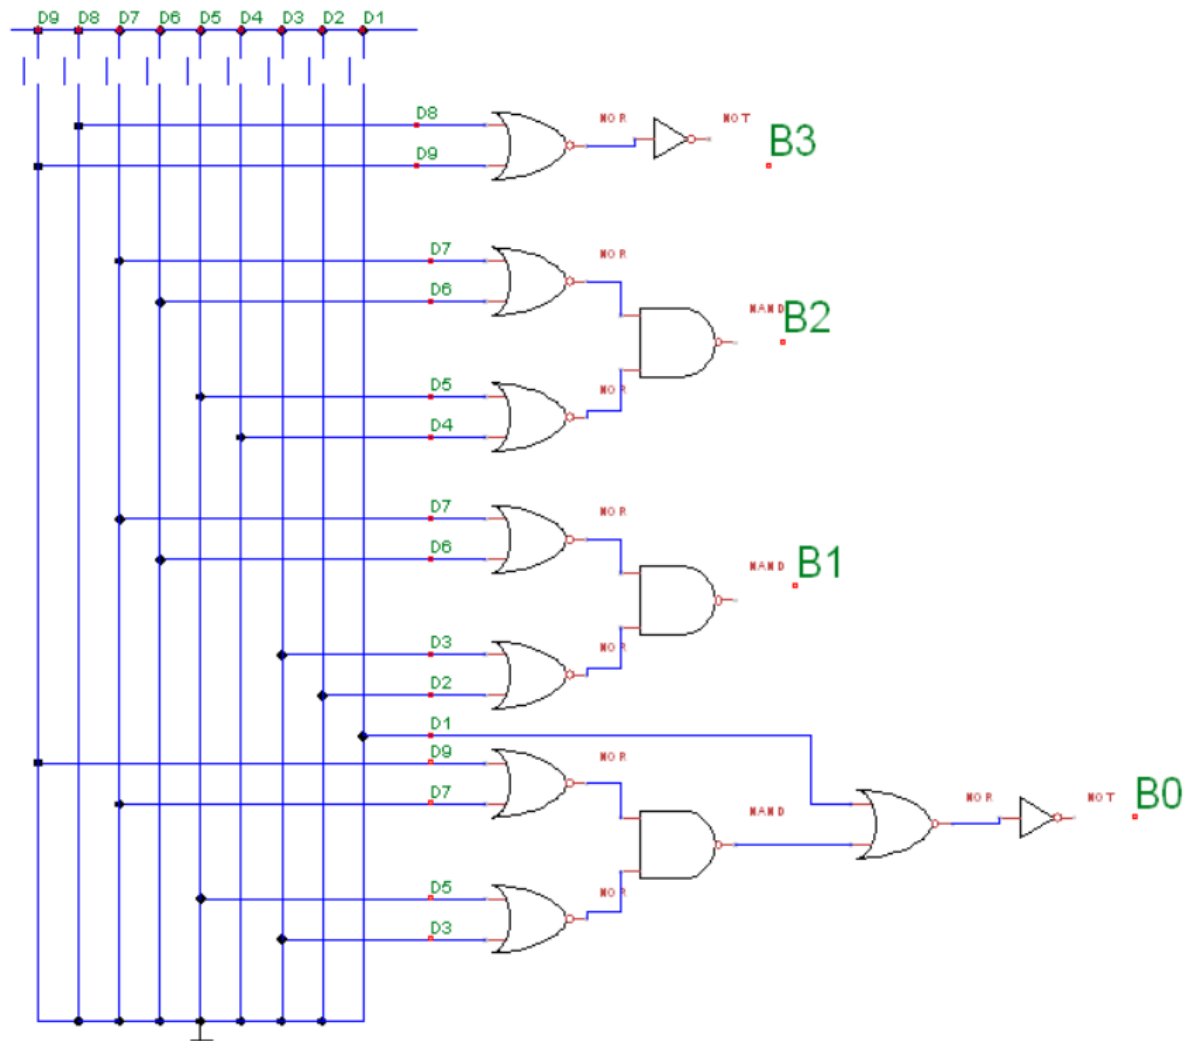 D9 D8 D7 D6 D5 D4 D3 D2 D1
D8 NOR NOT
B3
D9
D7 NOR
D6
NAND B2
D5 NOR
D4
D7 NOR
D6
NAND B1
D3 NOR
D2
D1
D9 NOR
D7
NAND NOR NOT B0
D5 NOR
D3